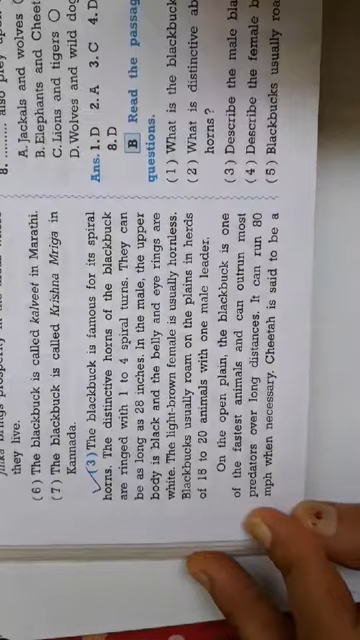 they live.
(6) The blackbuck is called kalveet in Marathi.
(7) The blackbuck is called Krishna Mriga in
Kannada.
(3) The blackbuck is famous for its spiral
horns. The distinctive horns of the blackbuck
are ringed with 1 to 4 spiral turns. They can
be as long as 28 inches. In the male, the upper
body is black and the belly and eye rings are
white. The light-brown female is usually hornless.
Blackbucks usually roam on the plains in herds
of 15 to 20 animals with one male leader.
On the open plain, the blackbuck is one
of the fastest animals and can outrun most
predators over long distances. It can run 80
mph when necessary. Cheetah is said to be a
8. ......... also prey upon
A. Jackals and wolves
B. Elephants and Cheet
C. Lions and tigers
D. Wolves and wild dog
Ans. 1. D 2. A 3. C 4. D
8. D
B Read the passag
questions.
(1) What is the blackbuck
(2) What is distinctive ab
horns?
(3) Describe the male bla
(4) Describe the female b
(5) Blackbucks usually roa